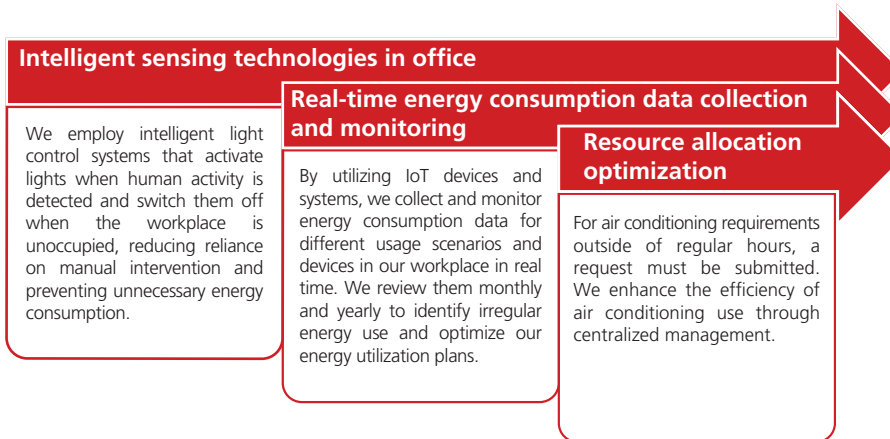 Intelligent sensing technologies in office
We employ intelligent light
control systems that activate
lights when human activity is
detected and switch them off
when the workplace is
unoccupied, reducing reliance
on manual intervention and
preventing unnecessary energy
consumption.
Real-time energy consumption data collection
and monitoring
By utilizing IoT devices and
systems, we collect and monitor
energy consumption data for
different usage scenarios and
devices in our workplace in real
time. We review them monthly
and yearly to identify irregular
energy use and optimize our
energy utilization plans.
Resource allocation
optimization
For air conditioning requirements
outside of regular hours, a
request must be submitted.
We enhance the efficiency of
air conditioning use through
centralized management.